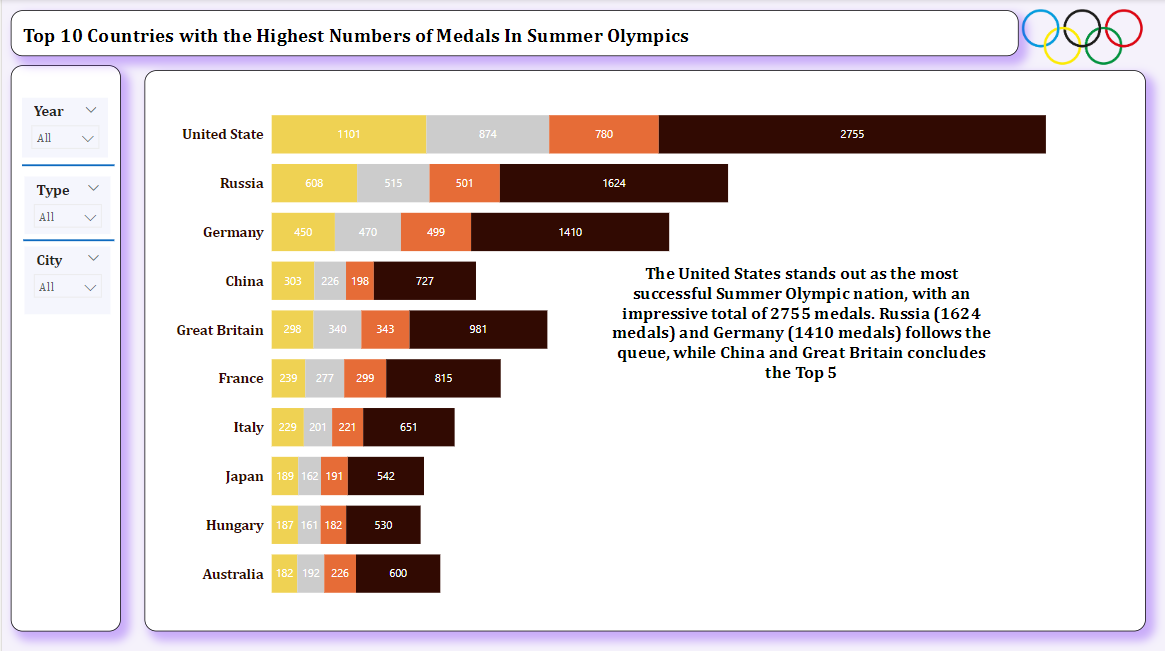 Top 10 Countries with the Highest Numbers of Medals In Summer Olympics
Year
All
Type
All
City
All
United State 1101 874 780 2755
Russia 608 515 501 1624
Germany 450 470 499 1410
China 303 226 198 727
Great Britain 298 340 343 981
France 239 277 299 815
Italy 229 201 221 651
Japan 189 162 191 542
Hungary 187 161 182 530
Australia 182 192 226 600
The United States stands out as the most
successful Summer Olympic nation, with an
impressive total of 2755 medals. Russia (1624
medals) and Germany (1410 medals) follows the
queue, while China and Great Britain concludes
the Top 5